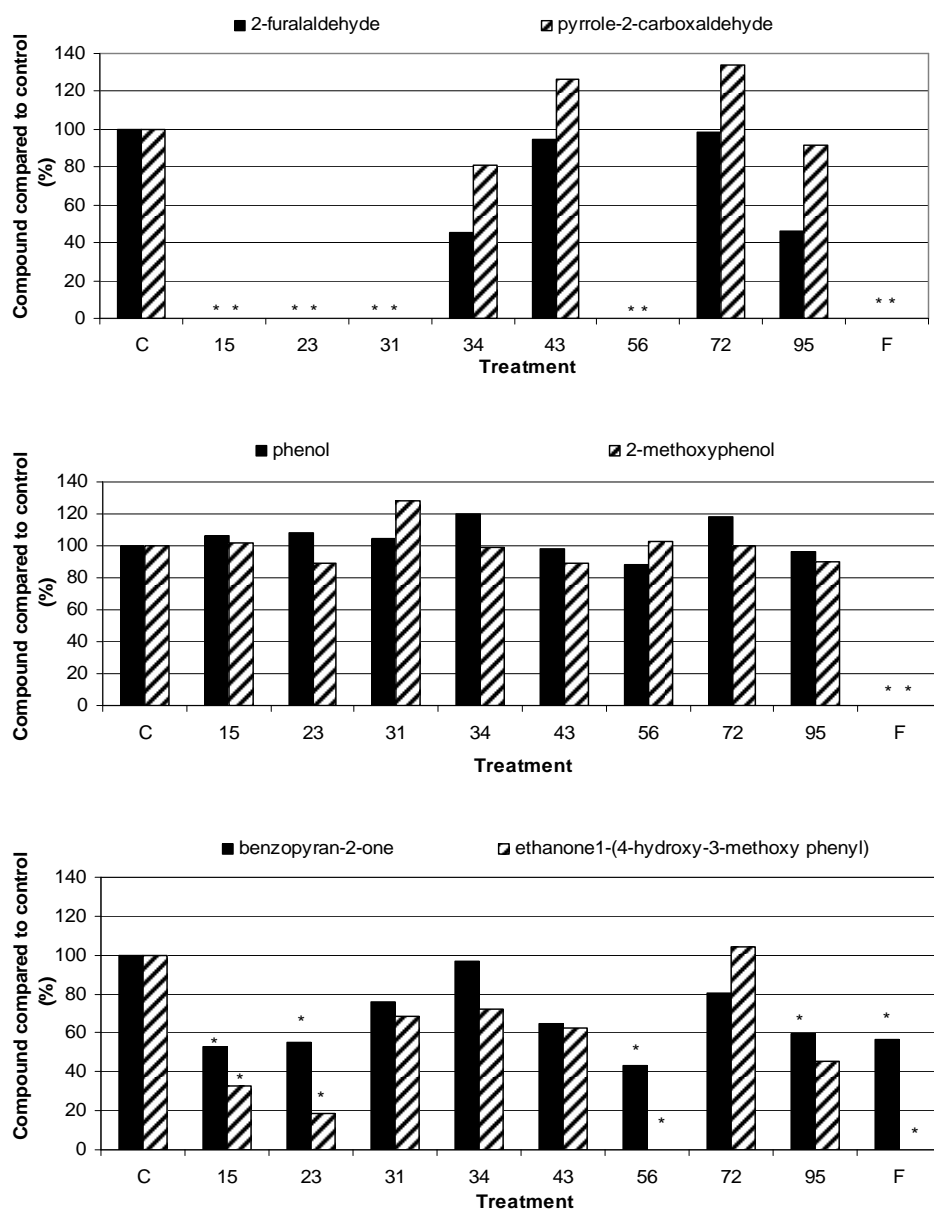 2-furalaldehyde pyrrole-2-carboxaldehyde
Compound compared to control
(%)
140
120
100
80
60
40
20
0
* * * * * * * * * *
C 15 23 31 34 43 56 72 95 F
Treatment
phenol 2-methoxyphenol
Compound compared to control
(%)
140
120
100
80
60
40
20
0
* *
C 15 23 31 34 43 56 72 95 F
Treatment
benzopyran-2-one ethanone1-(4-hydroxy-3-methoxy phenyl)
Compound compared to control
(%)
140
120
100
80
60
40
20
0
* * * * * * * * *
C 15 23 31 34 43 56 72 95 F
Treatment